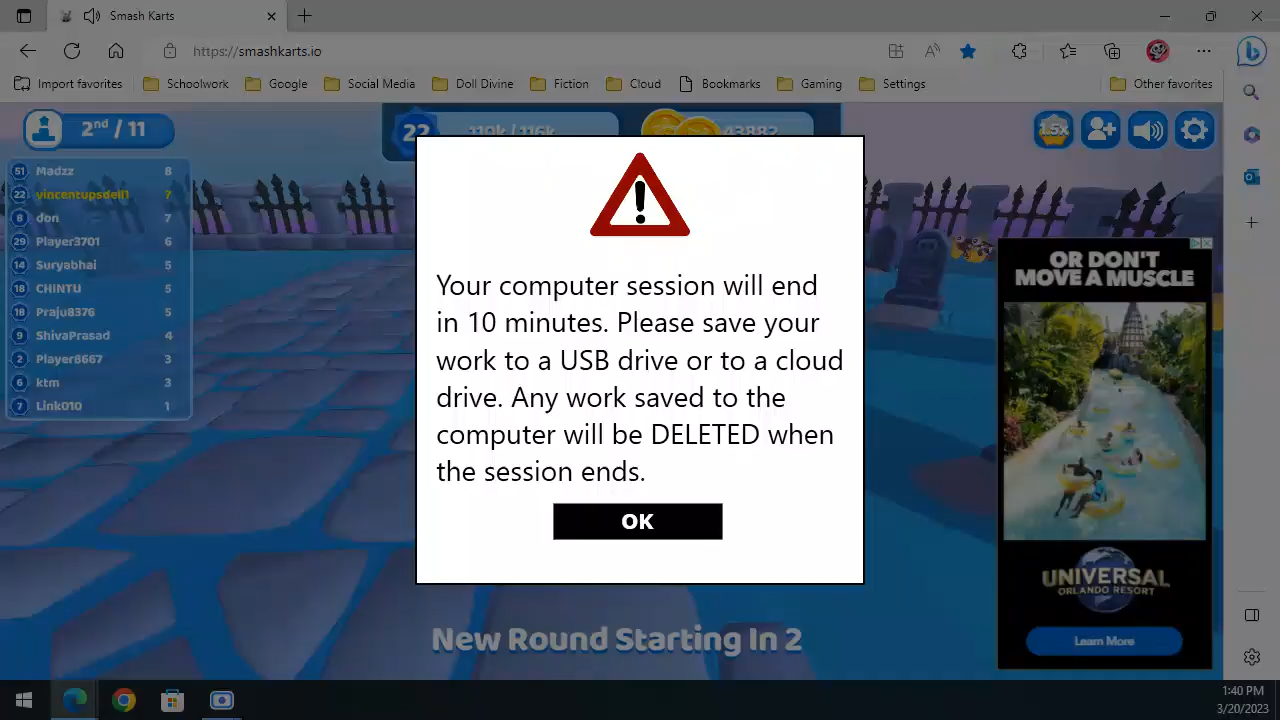 Smash Karts
https://smashkarts.io
Import favorites
Schoolwork
Google
Social Media
Doll Divine
Fiction
Cloud
Bookmarks
Gaming
Settings
Other favorites
2nd / 11
22
110k / 116k
43882
1.5X
51 Madzz 8
22 vincentupsdell1 7
8 don 7
29 Player3701 6
14 Suryabhai 5
18 CHINTU 5
18 Praju8376 5
9 ShivaPrasad 4
2 Player8667 3
6 ktm 3
7 Link010 1
Your computer session will end
in 10 minutes. Please save your
work to a USB drive or to a cloud
drive. Any work saved to the
computer will be DELETED when
the session ends.
OK
OR DON'T
MOVE A MUSCLE
UNIVERSAL
ORLANDO RESORT
Learn More
New Round Starting In 2
1:40 PM
3/20/2023